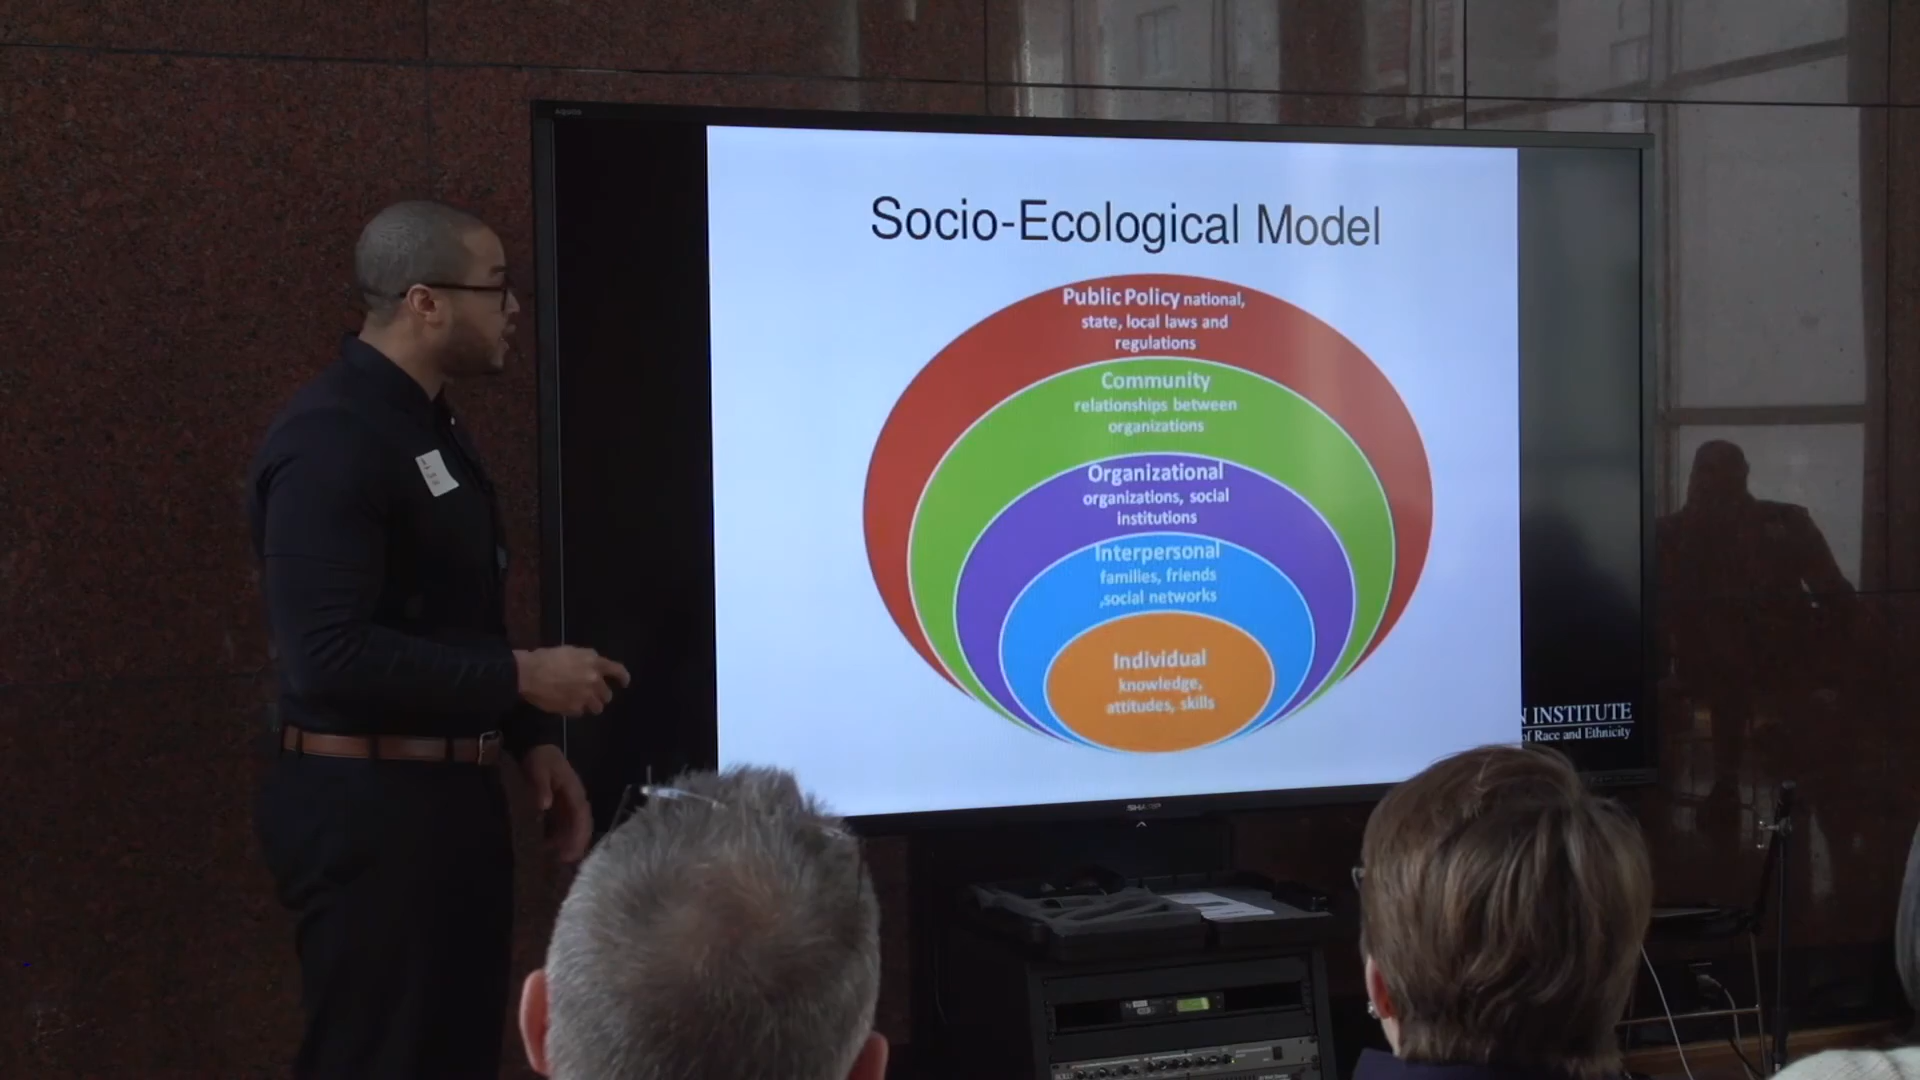 Socio-Ecological Model
Public Policy national,
state, local laws and
regulations
Community
relationships between
organizations
Organizational
organizations, social
institutions
Interpersonal
families, friends
,social networks
Individual
knowledge,
attitudes, skills
N INSTITUTE
of Race and Ethnicity
SHARP